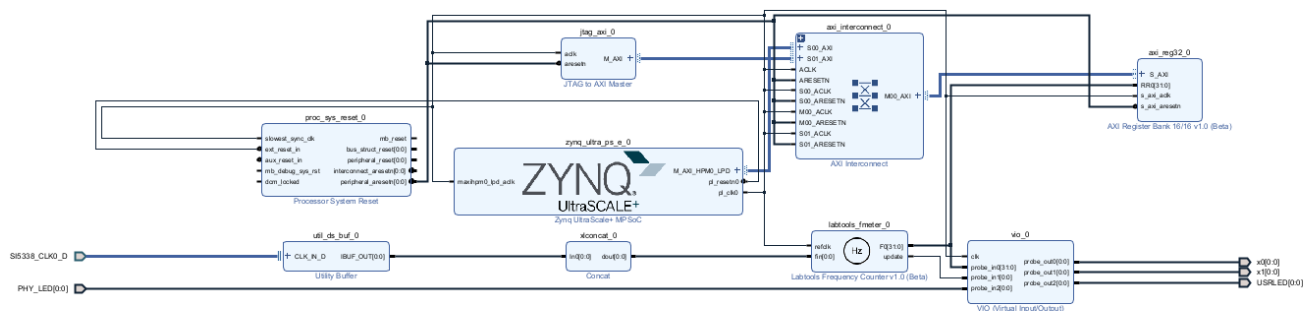 jtag_axi_0
aclk
aresetn
M_AXI
JTAG to AXI Master
axi_interconnect_0
S00_AXI
S01_AXI
ACLK
ARESETN
S00_ACLK
S00_ARESETN
M00_ACLK
M00_ARESETN
S01_ACLK
S01_ARESETN
M00_AXI
AXI Interconnect
axi_reg32_0
S_AXI
RR0[31:0]
s_axi_aclk
s_axi_aresetn
AXI Register Bank 16/16 v1.0 (Beta)
proc_sys_reset_0
slowest_sync_clk
ext_reset_in
aux_reset_in
mb_debug_sys_rst
dcm_locked
mb_reset
bus_struct_reset[0:0]
peripheral_reset[0:0]
interconnect_aresetn[0:0]
peripheral_aresetn[0:0]
Processor System Reset
zynq_ultra_ps_e_0
maxihpm0_lpd_aclk
ZYNQ
UltraSCALE+
M_AXI_HPM0_LPD
pl_resetn0
pl_clk0
Zynq UltraScale+ MPSoC
SI5338_CLK0_D
util_ds_buf_0
CLK_IN_D
IBUF_OUT[0:0]
Utility Buffer
xlconcat_0
In0[0:0]
dout[0:0]
Concat
labtools_fmeter_0
refclk
fin[0:0]
Hz
F0[31:0]
update
Labtools Frequency Counter v1.0 (Beta)
PHY_LED[0:0]
vio_0
clk
probe_in0[31:0]
probe_in1[0:0]
probe_in2[0:0]
probe_out0[0:0]
probe_out1[0:0]
probe_out2[0:0]
VIO (Virtual Input/Output)
x0[0:0]
x1[0:0]
USRLED[0:0]